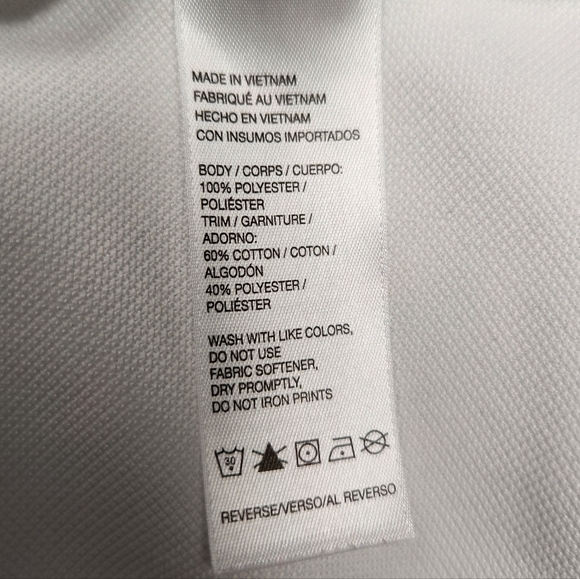 MADE IN VIETNAM
FABRIQUÉ AU VIETNAM
HECHO EN VIETNAM
CON INSUMOS IMPORTADOS
BODY / CORPS / CUERPO:
100% POLYESTER /
POLIÉSTER
TRIM / GARNITURE /
ADORNO:
60% COTTON / COTON /
ALGODÓN
40% POLYESTER /
POLIÉSTER
WASH WITH LIKE COLORS,
DO NOT USE
FABRIC SOFTENER,
DRY PROMPTLY,
DO NOT IRON PRINTS
30
REVERSE/VERSO/AL REVERSO